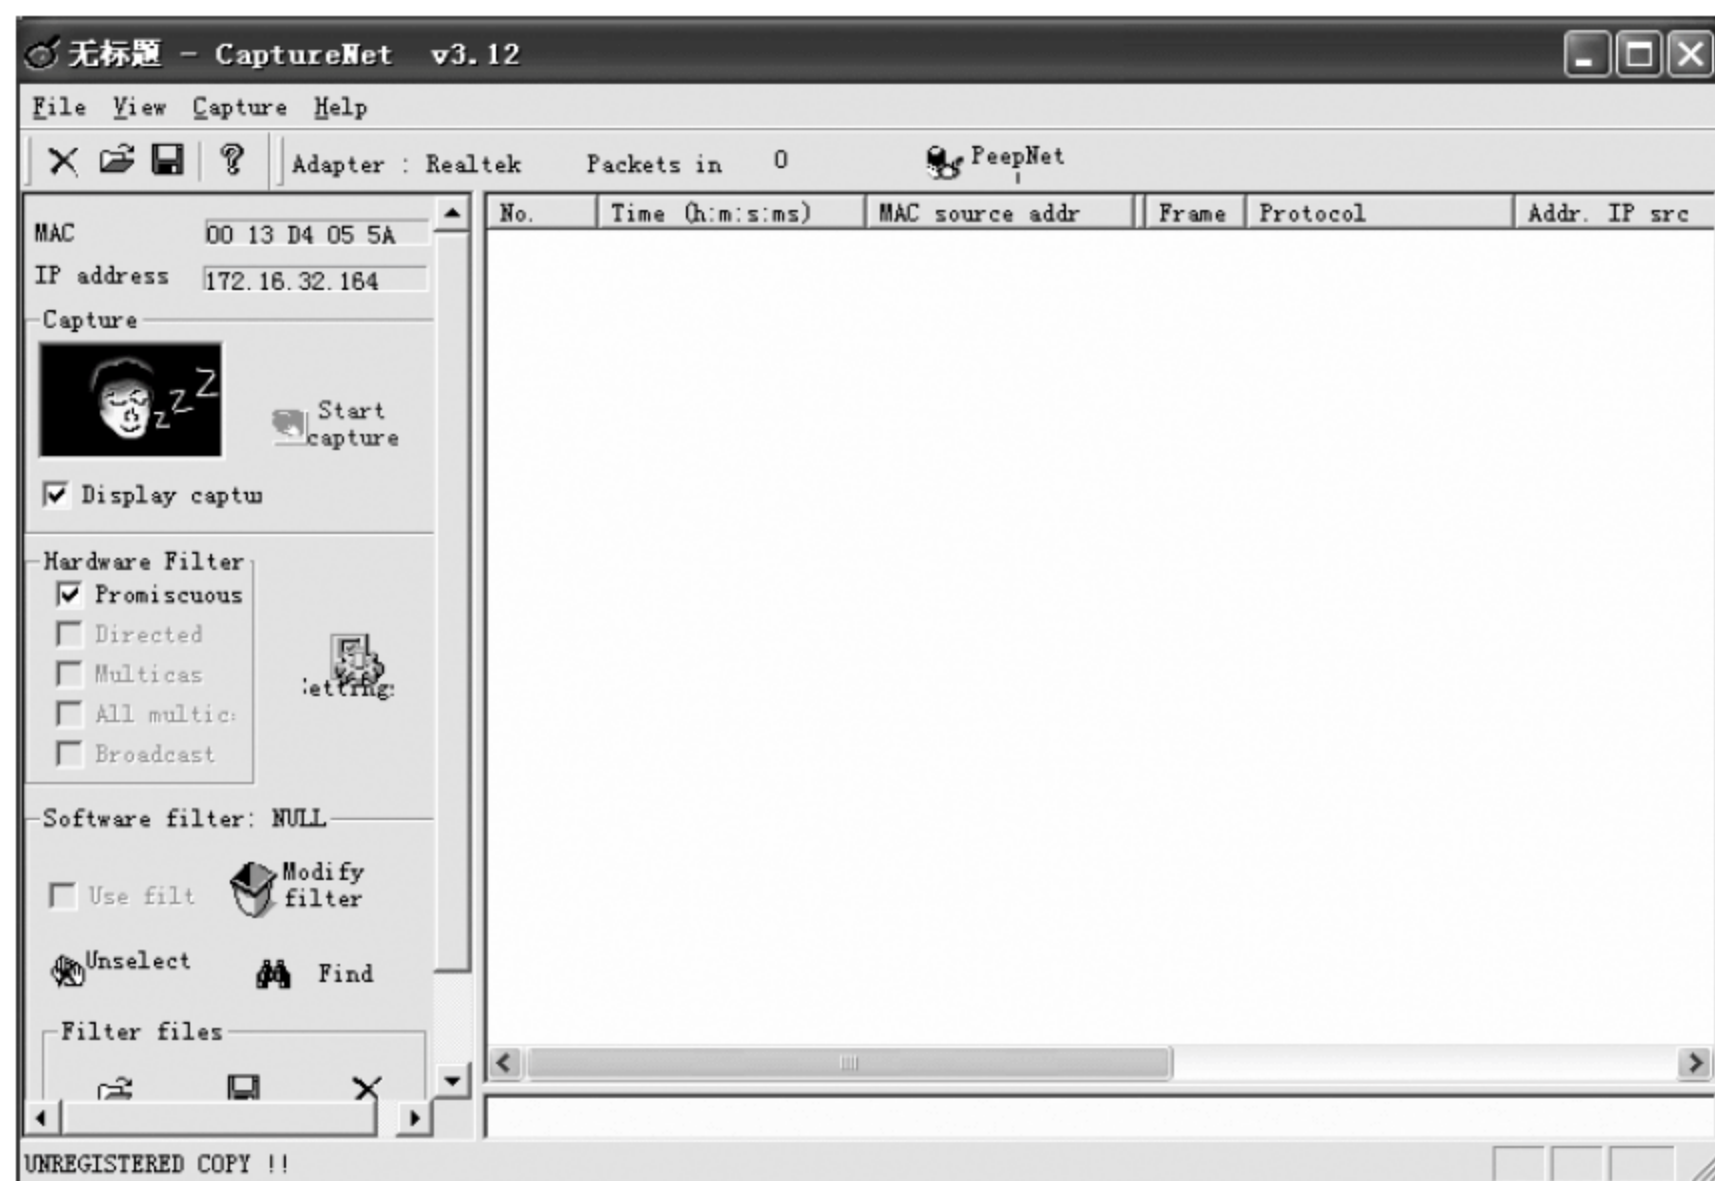 无标题 - CaptureNet v3.12
File View Capture Help
Adapter : Realtek Packets in 0 PeepNet
MAC 00 13 D4 05 5A
IP address 172.16.32.164
Capture
zZZ
Start
capture
Display captu
Hardware Filter
Promiscuous
Directed
Multicas
All multic
Broadcast
Software filter: NULL
Use filt
Modify
filter
Unselect
Find
Filter files
No. Time (h:m:s:ms) MAC source addr Frame Protocol Addr. IP src
UNREGISTERED COPY !!